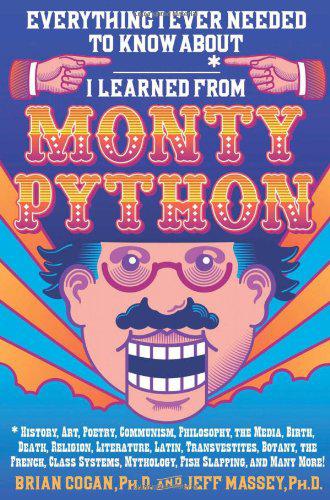 EVERYTHING I EVER NEEDED
TO KNOW ABOUT
*
I LEARNED FROM
MONTY
PYTHON
* HISTORY, ART, POETRY, COMMUNISM, PHILOSOPHY, THE MEDIA, BIRTH,
DEATH, RELIGION, LITERATURE, LATIN, TRANSVESTITES, BOTANY, THE
FRENCH, CLASS SYSTEMS, MYTHOLOGY, FISH SLAPPING, AND MANY MORE!
BRIAN COGAN, PH.D. AND JEFF MASSEY, PH.D.